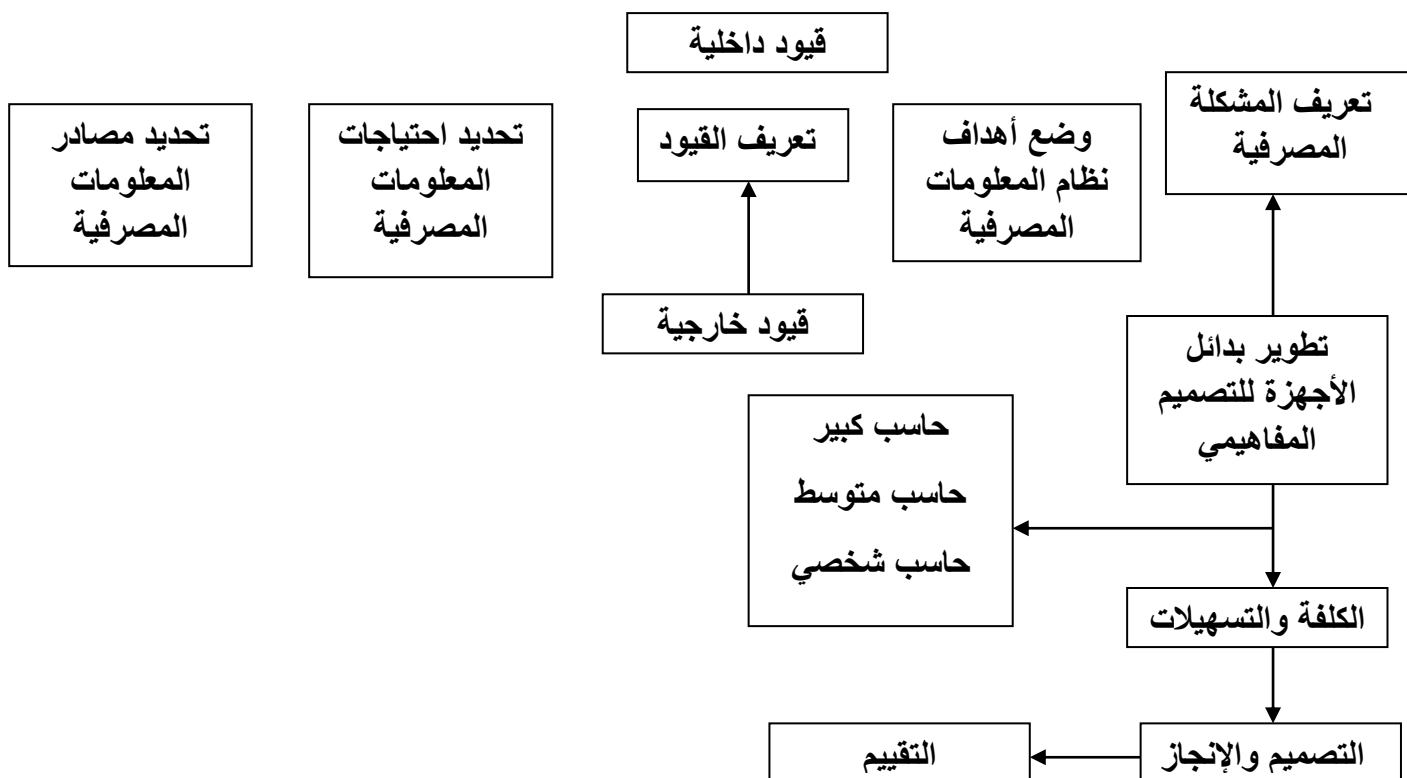 قيود داخلية
تعريف المشكلة
المصرفية
وضع أهداف
نظام المعلومات
المصرفية
تعريف القيود
تحديد احتياجات
المعلومات
المصرفية
تحديد مصادر
المعلومات
المصرفية
قيود خارجية
تطوير بدائل
الأجهزة للتصميم
المفاهيمي
حاسب كبير
حاسب متوسط
حاسب شخصي
الكلفة والتسهيلات
التصميم والإنجاز
التقييم